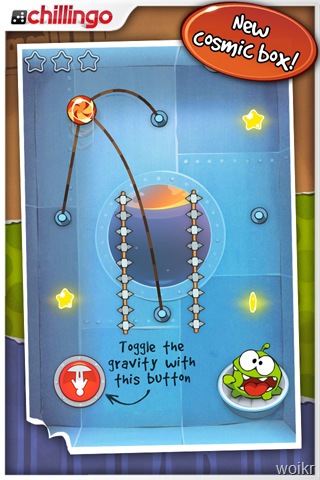 chillingo
New
cosmic box!
Toggle the
gravity with
this button
woikr